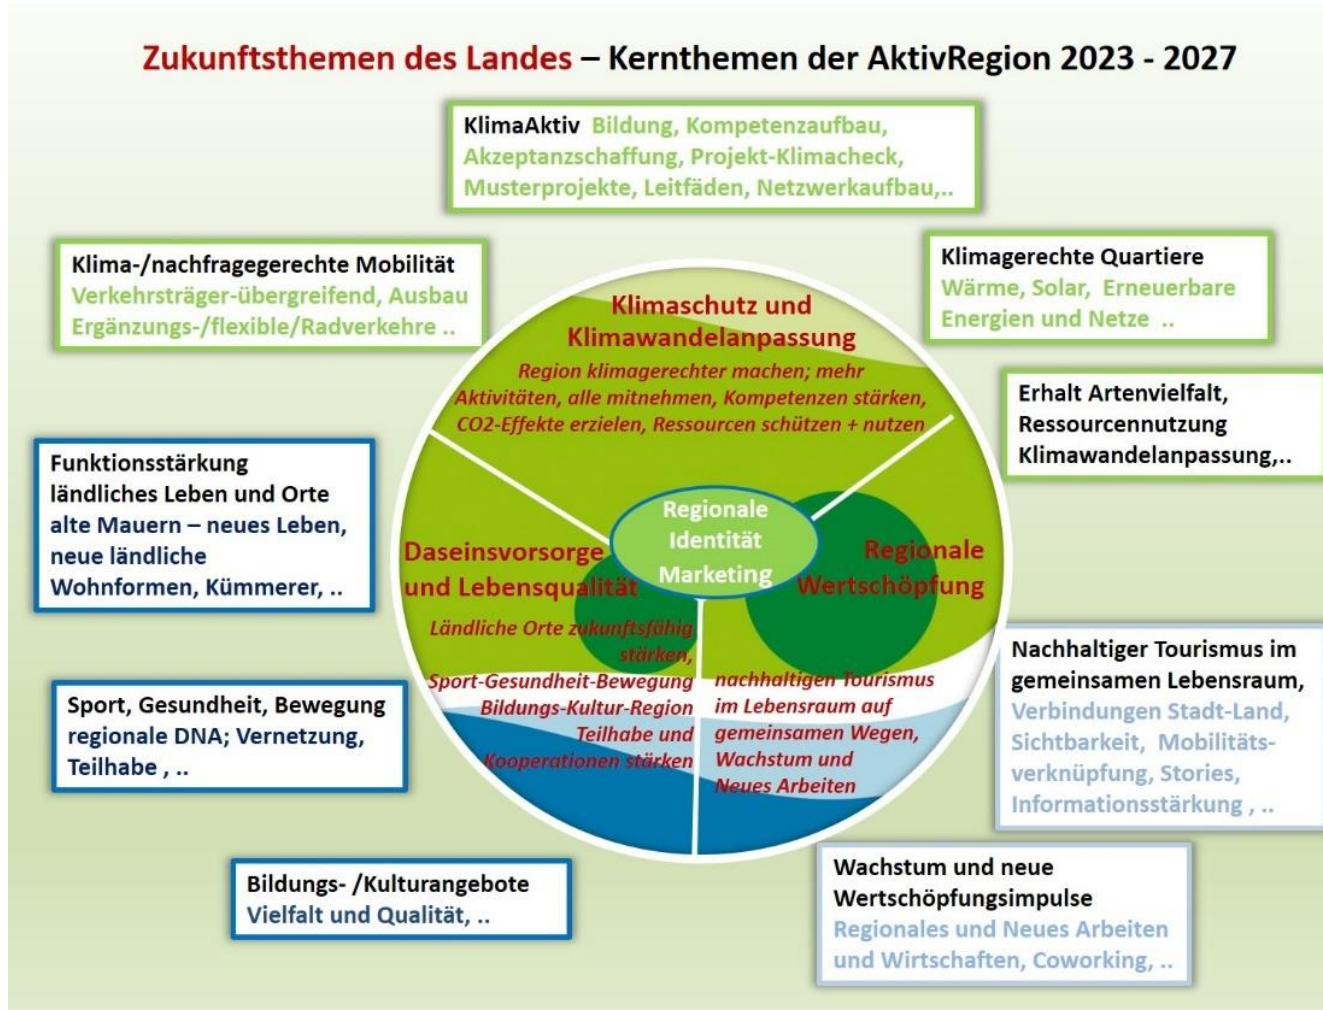 Zukunftsthemen des Landes – Kernthemen der AktivRegion 2023 - 2027
KlimaAktiv Bildung, Kompetenzaufbau,
Akzeptanzschaffung, Projekt-Klimacheck,
Musterprojekte, Leitfäden, Netzwerkaufbau,..
Klima-/nachfragegerechte Mobilität
Verkehrsträger-übergreifend, Ausbau
Ergänzungs-/flexible/Radverkehre ..
Klimagerechte Quartiere
Wärme, Solar, Erneuerbare
Energien und Netze ..
Klimaschutz und
Klimawandelanpassung
Region klimagerechter machen; mehr
Aktivitäten, alle mitnehmen, Kompetenzen stärken,
CO2-Effekte erzielen, Ressourcen schützen + nutzen
Erhalt Artenvielfalt,
Ressourcennutzung
Klimawandelanpassung,..
Funktionsstärkung
ländliches Leben und Orte
alte Mauern – neues Leben,
neue ländliche
Wohnformen, Kümmerer, ..
Regionale
Identität
Marketing
Daseinsvorsorge
und Lebensqualität
Ländliche Orte zukunftsfähig
stärken,
Sport-Gesundheit-Bewegung
Bildungs-Kultur-Region
Teilhabe und
Kooperationen stärken
Regionale
Wertschöpfung
nachhaltigen Tourismus
im Lebensraum auf
gemeinsamen Wegen,
Wachstum und
Neues Arbeiten
Nachhaltiger Tourismus im
gemeinsamen Lebensraum,
Verbindungen Stadt-Land,
Sichtbarkeit, Mobilitäts-
verknüpfung, Stories,
Informationsstärkung , ..
Sport, Gesundheit, Bewegung
regionale DNA; Vernetzung,
Teilhabe , ..
Bildungs- /Kulturangebote
Vielfalt und Qualität, ..
Wachstum und neue
Wertschöpfungsimpulse
Regionales und Neues Arbeiten
und Wirtschaften, Coworking, ..